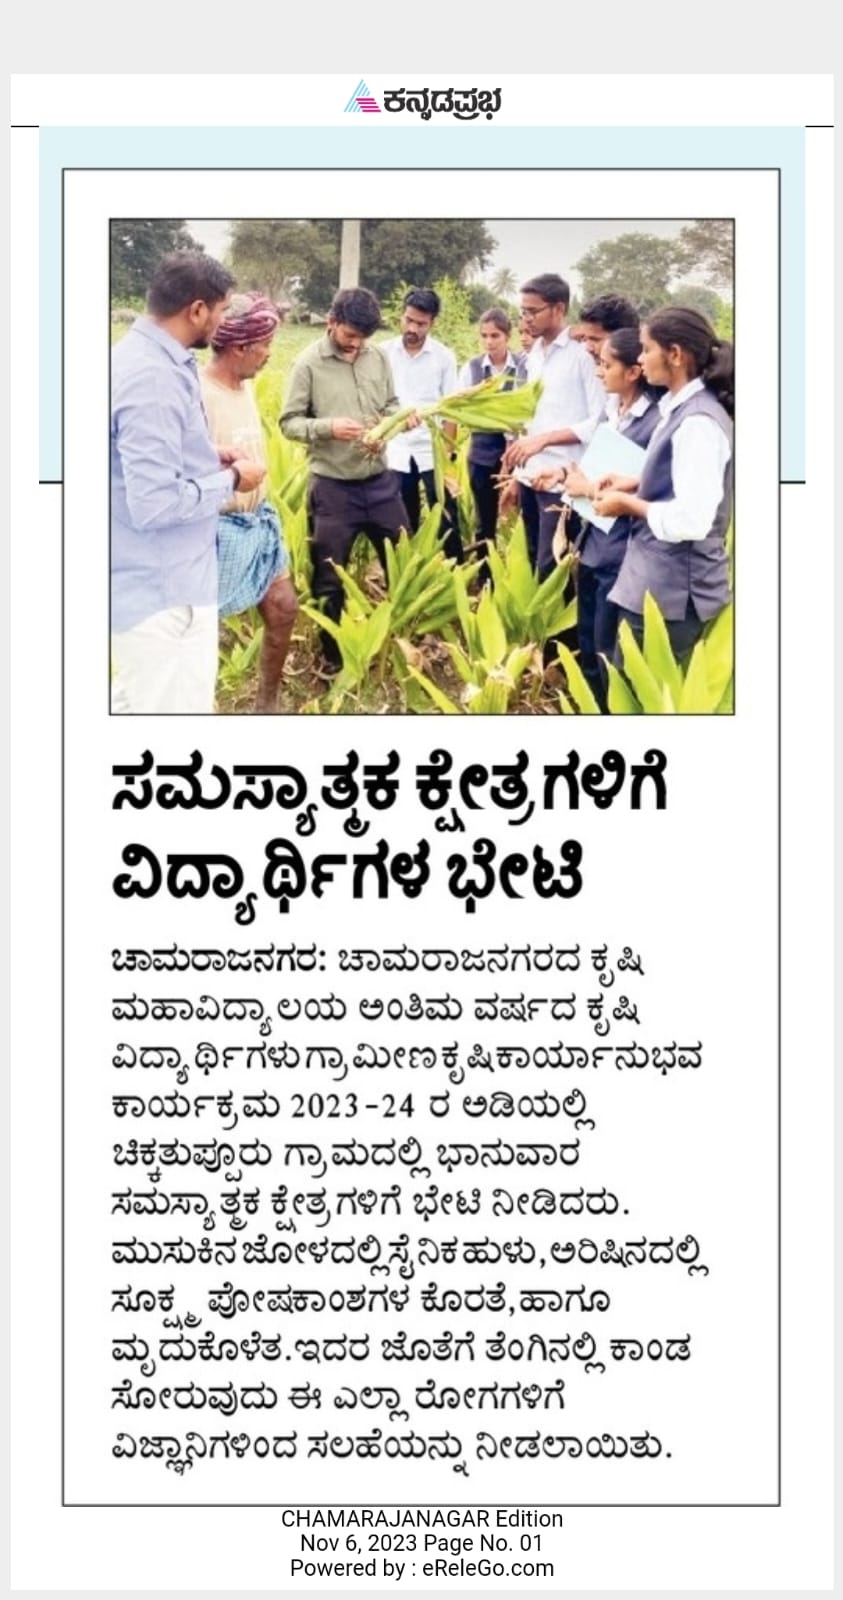 ಕನ್ನಡಪ್ರಭ
ಸಮಸ್ಯಾತ್ಮಕ ಕ್ಷೇತ್ರಗಳಿಗೆ
ವಿದ್ಯಾರ್ಥಿಗಳ ಭೇಟಿ
ಚಾಮರಾಜನಗರ: ಚಾಮರಾಜನಗರದ ಕೃಷಿ
ಮಹಾವಿದ್ಯಾಲಯ ಅಂತಿಮ ವರ್ಷದ ಕೃಷಿ
ವಿದ್ಯಾರ್ಥಿಗಳು ಗ್ರಾಮೀಣ ಕೃಷಿ ಕಾರ್ಯಾನುಭವ
ಕಾರ್ಯಕ್ರಮ 2023-24 ರ ಅಡಿಯಲ್ಲಿ
ಚಿಕ್ಕತುಪ್ಪೂರು ಗ್ರಾಮದಲ್ಲಿ ಭಾನುವಾರ
ಸಮಸ್ಯಾತ್ಮಕ ಕ್ಷೇತ್ರಗಳಿಗೆ ಭೇಟಿ ನೀಡಿದರು.
ಮುಸುಕಿನ ಜೋಳದಲ್ಲಿ ಸೈನಿಕ ಹುಳು, ಅರಿಷಿನದಲ್ಲಿ
ಸೂಕ್ಷ್ಮ ಪೋಷಕಾಂಶಗಳ ಕೊರತೆ, ಹಾಗೂ
ಮೃದುಕೊಳೆತ. ಇದರ ಜೊತೆಗೆ ತೆಂಗಿನಲ್ಲಿ ಕಾಂಡ
ಸೋರುವುದು ಈ ಎಲ್ಲಾ ರೋಗಗಳಿಗೆ
ವಿಜ್ಞಾನಿಗಳಿಂದ ಸಲಹೆಯನ್ನು ನೀಡಲಾಯಿತು.
CHAMARAJANAGAR Edition
Nov 6, 2023 Page No. 01
Powered by : eReleGo.com